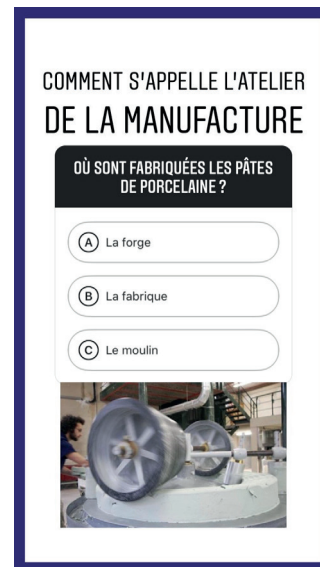 COMMENT S'APPELLE L'ATELIER
DE LA MANUFACTURE
OÙ SONT FABRIQUÉES LES PÂTES
DE PORCELAINE ?
A La forge
B La fabrique
C Le moulin